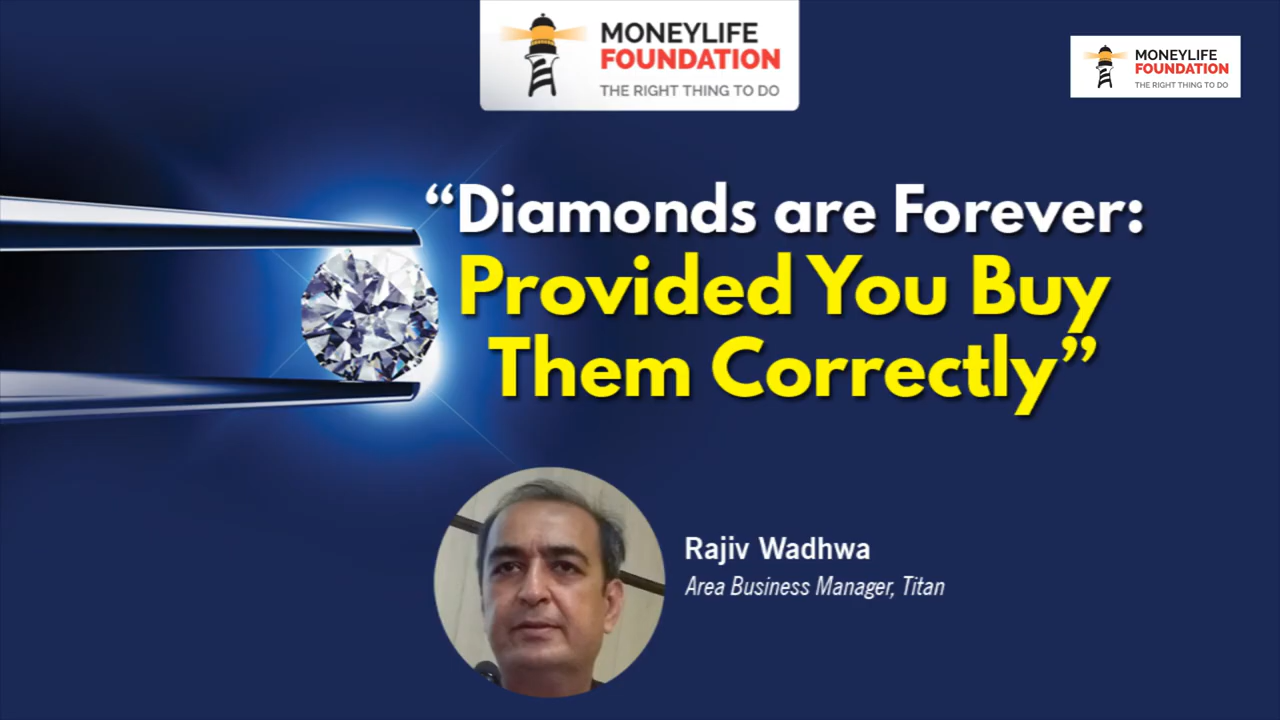 MONEYLIFE
FOUNDATION
THE RIGHT THING TO DO
MONEYLIFE
FOUNDATION
THE RIGHT THING TO DO
“Diamonds are Forever:
Provided You Buy
Them Correctly”
Rajiv Wadhwa
Area Business Manager, Titan